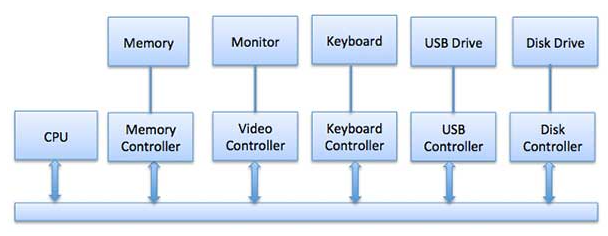 Memory
Monitor
Keyboard
USB Drive
Disk Drive
CPU
Memory
Controller
Video
Controller
Keyboard
Controller
USB
Controller
Disk
Controller